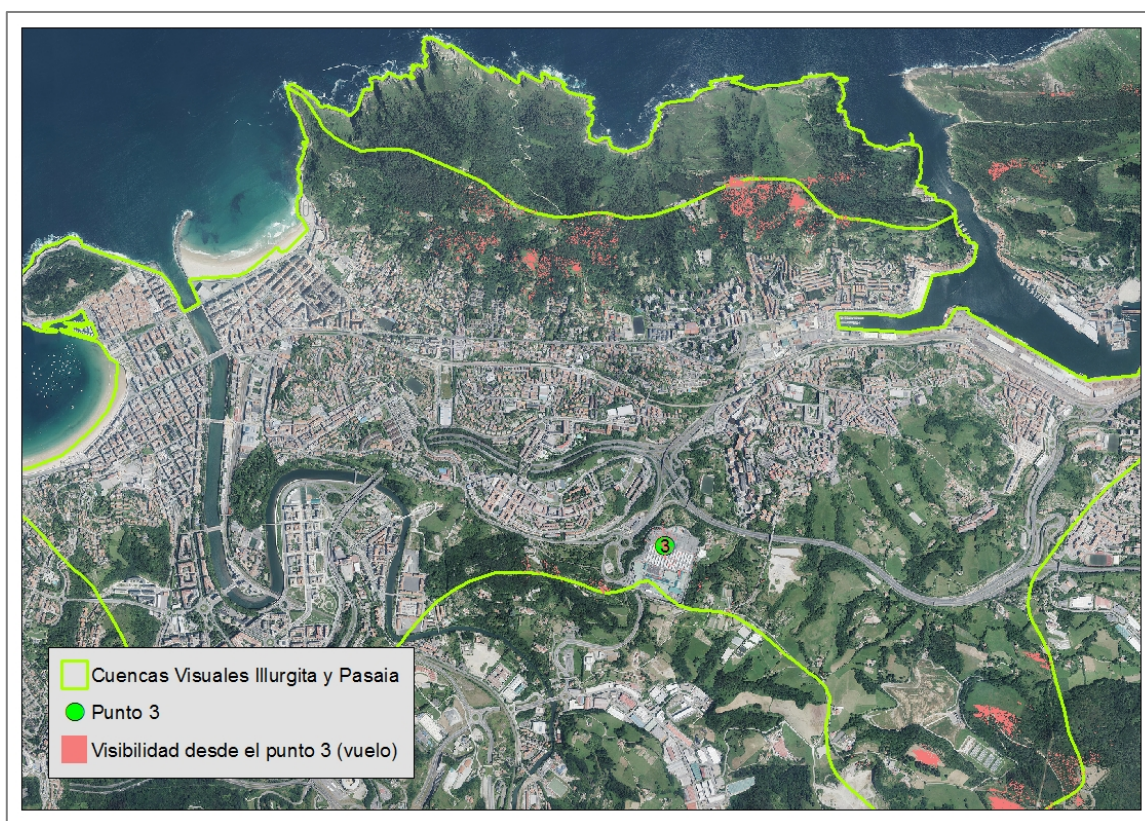 3
Cuencas Visuales Illurgita y Pasaia
Punto 3
Visibilidad desde el punto 3 (vuelo)